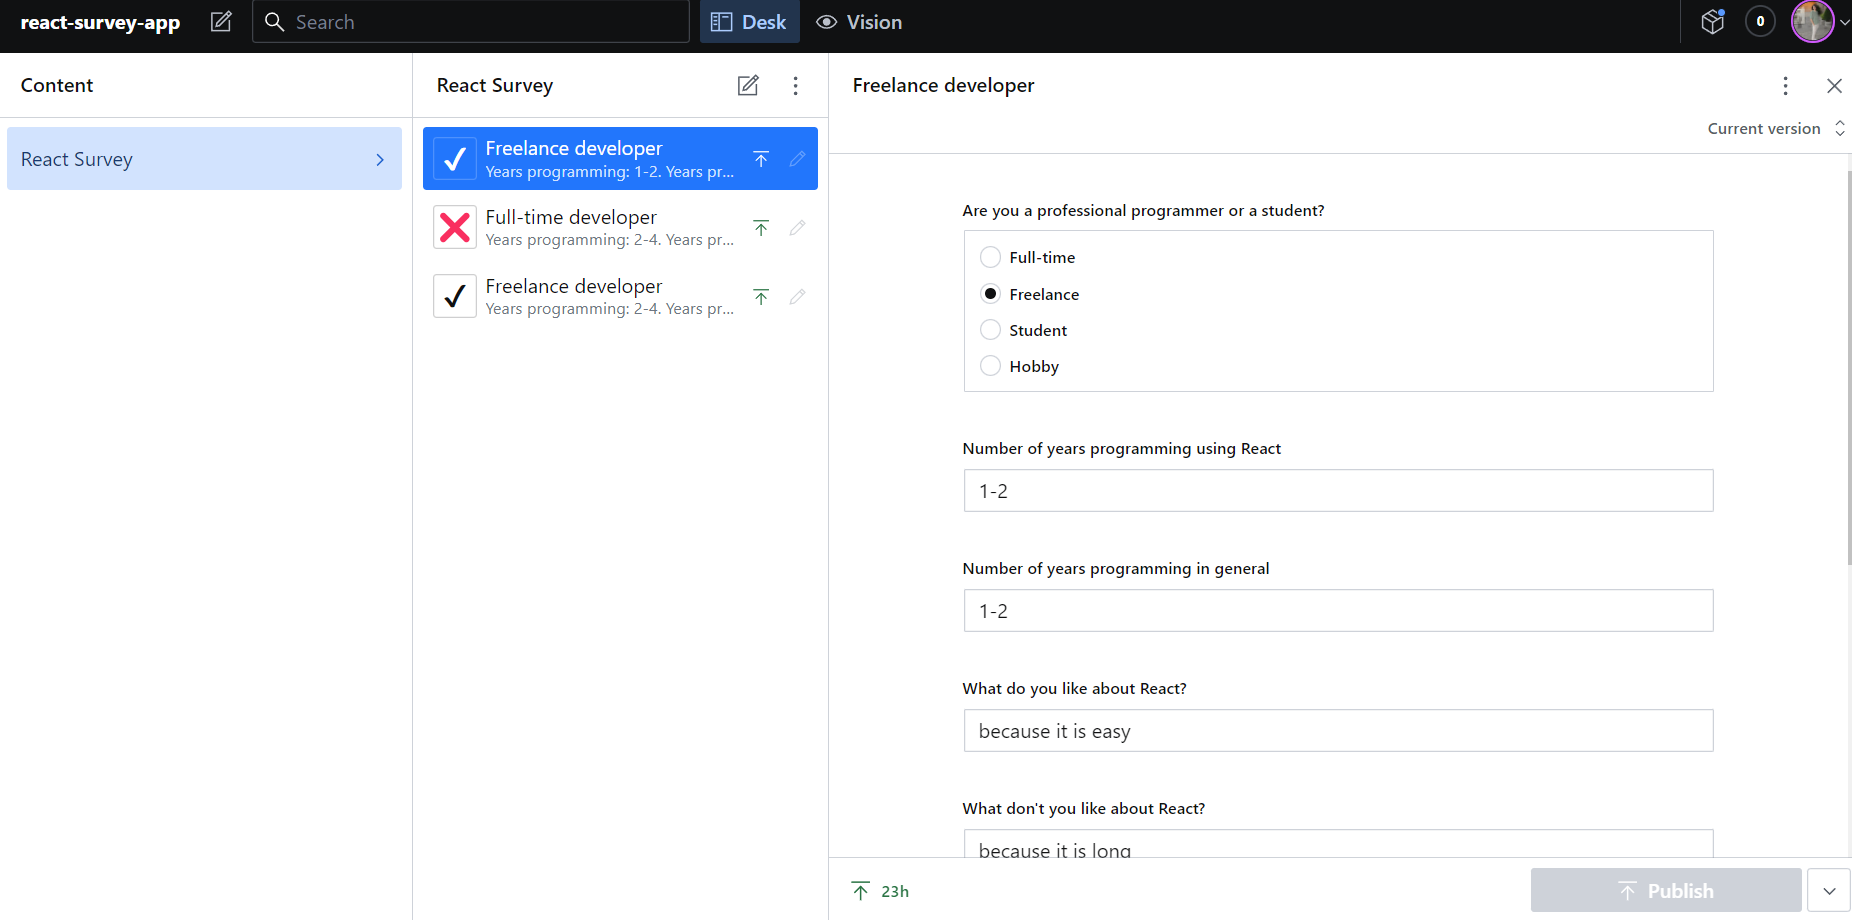 react-survey-app
Search
Desk
Vision
0
Content
React Survey
React Survey
Freelance developer
Years programming: 1-2. Years pr...
Full-time developer
Years programming: 2-4. Years pr...
Freelance developer
Years programming: 2-4. Years pr...
Freelance developer
Current version
Are you a professional programmer or a student?
Full-time
Freelance
Student
Hobby
Number of years programming using React
1-2
Number of years programming in general
1-2
What do you like about React?
because it is easy
What don't you like about React?
because it is long
23h
Publish